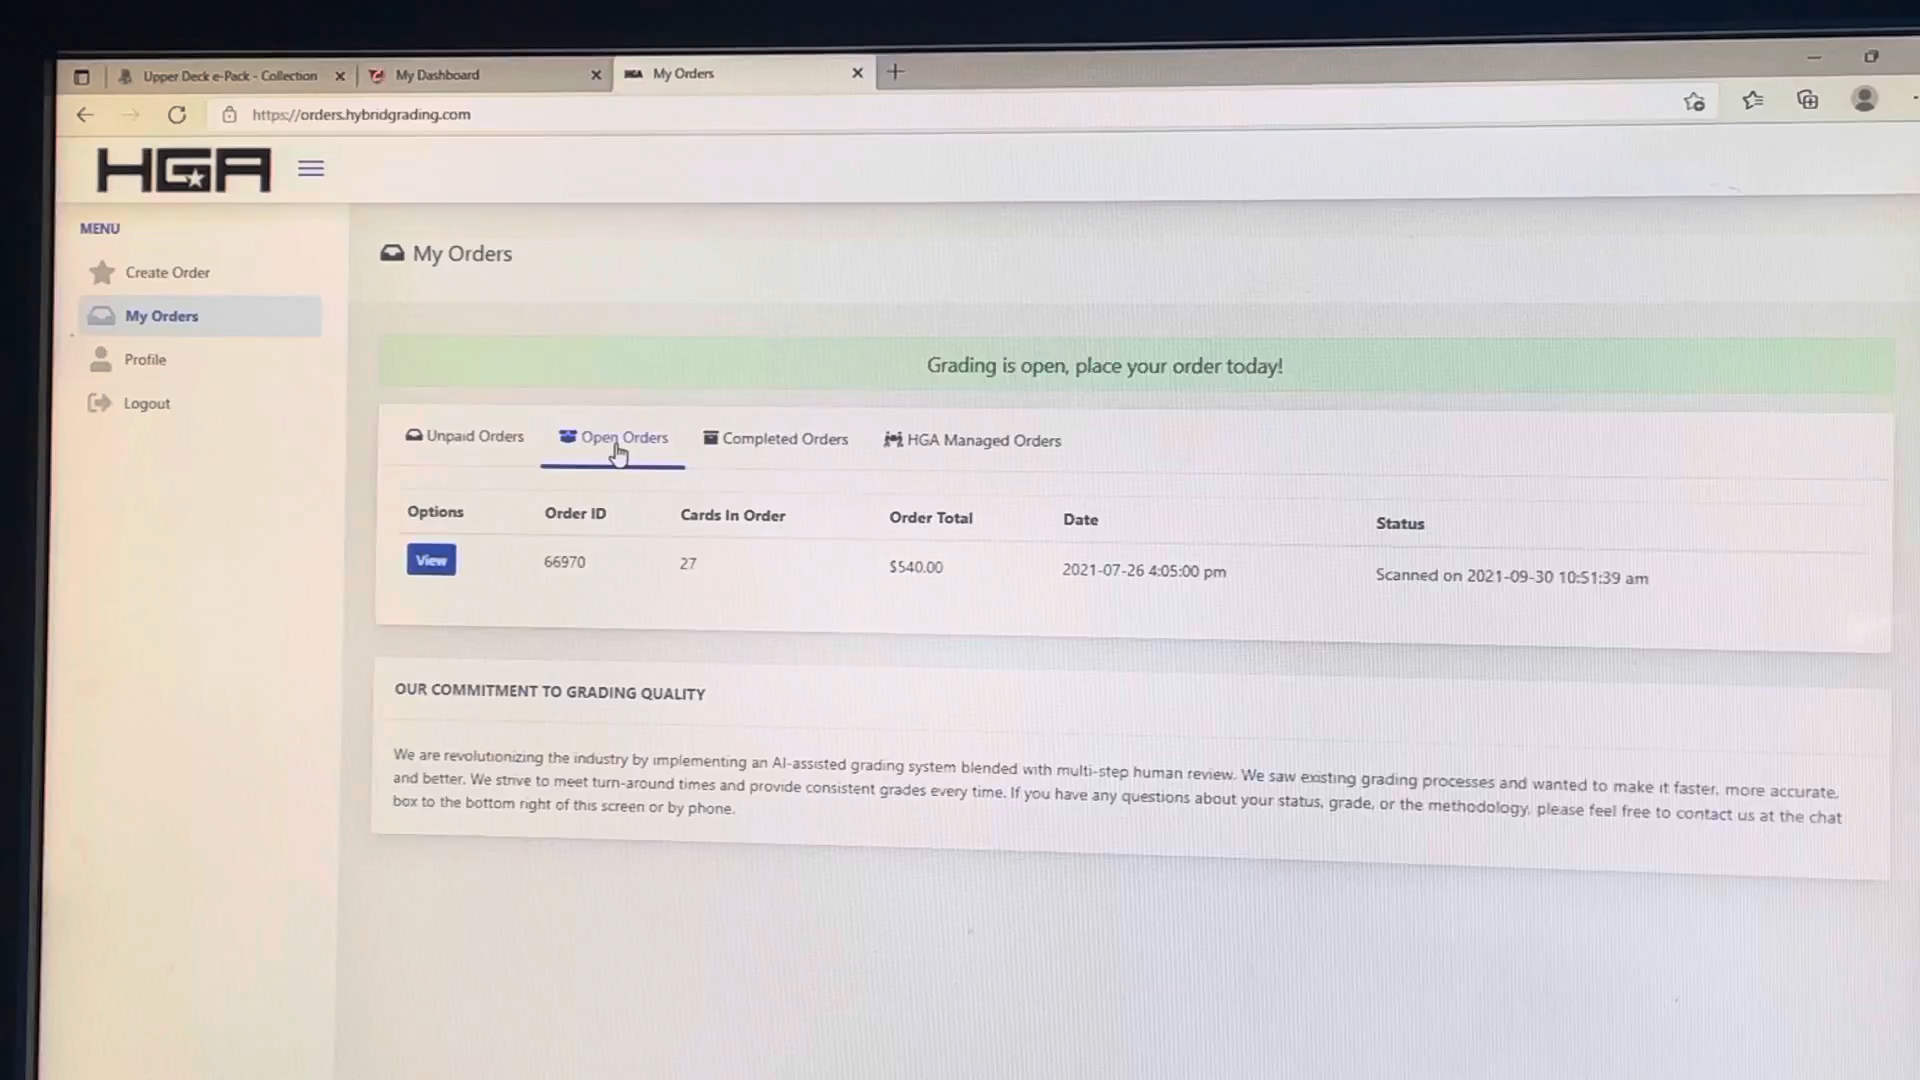 Upper Deck e-Pack - Collection
My Dashboard
HGA My Orders
https://orders.hybridgrading.com
HGA
MENU
Create Order
My Orders
Profile
Logout
My Orders
Grading is open, place your order today!
Unpaid Orders Open Orders Completed Orders HGA Managed Orders
Options Order ID Cards In Order Order Total Date Status
View 66970 27 $540.00 2021-07-26 4:05:00 pm Scanned on 2021-09-30 10:51:39 am
OUR COMMITMENT TO GRADING QUALITY
We are revolutionizing the industry by implementing an AI-assisted grading system blended with multi-step human review. We saw existing grading processes and wanted to make it faster, more accurate,
and better. We strive to meet turn-around times and provide consistent grades every time. If you have any questions about your status, grade, or the methodology, please feel free to contact us at the chat
box to the bottom right of this screen or by phone.